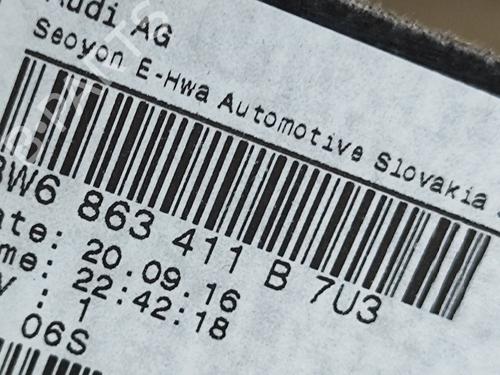 Audi AG
Seoyon E-Hwa Automotive Slovakia
8W6 863 411 B 7U3
ate: 20.09.16
me: 22:42:18
: 1
06S